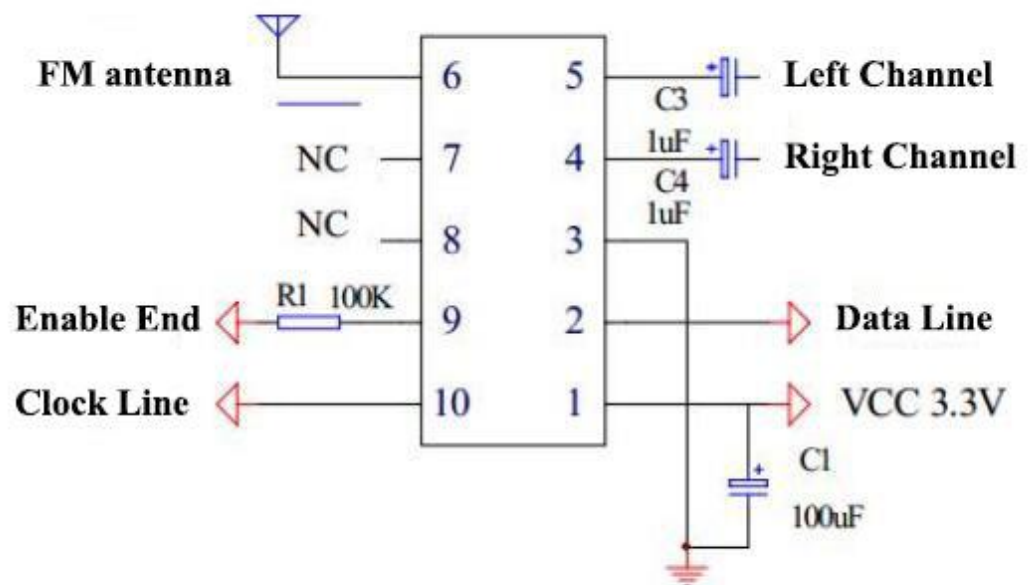 FM antenna
6
5
Left Channel
C3
1uF
NC
7
4
Right Channel
C4
1uF
NC
8
3
R1 100K
Enable End
9
2
Data Line
Clock Line
10
1
VCC 3.3V
C1
100uF